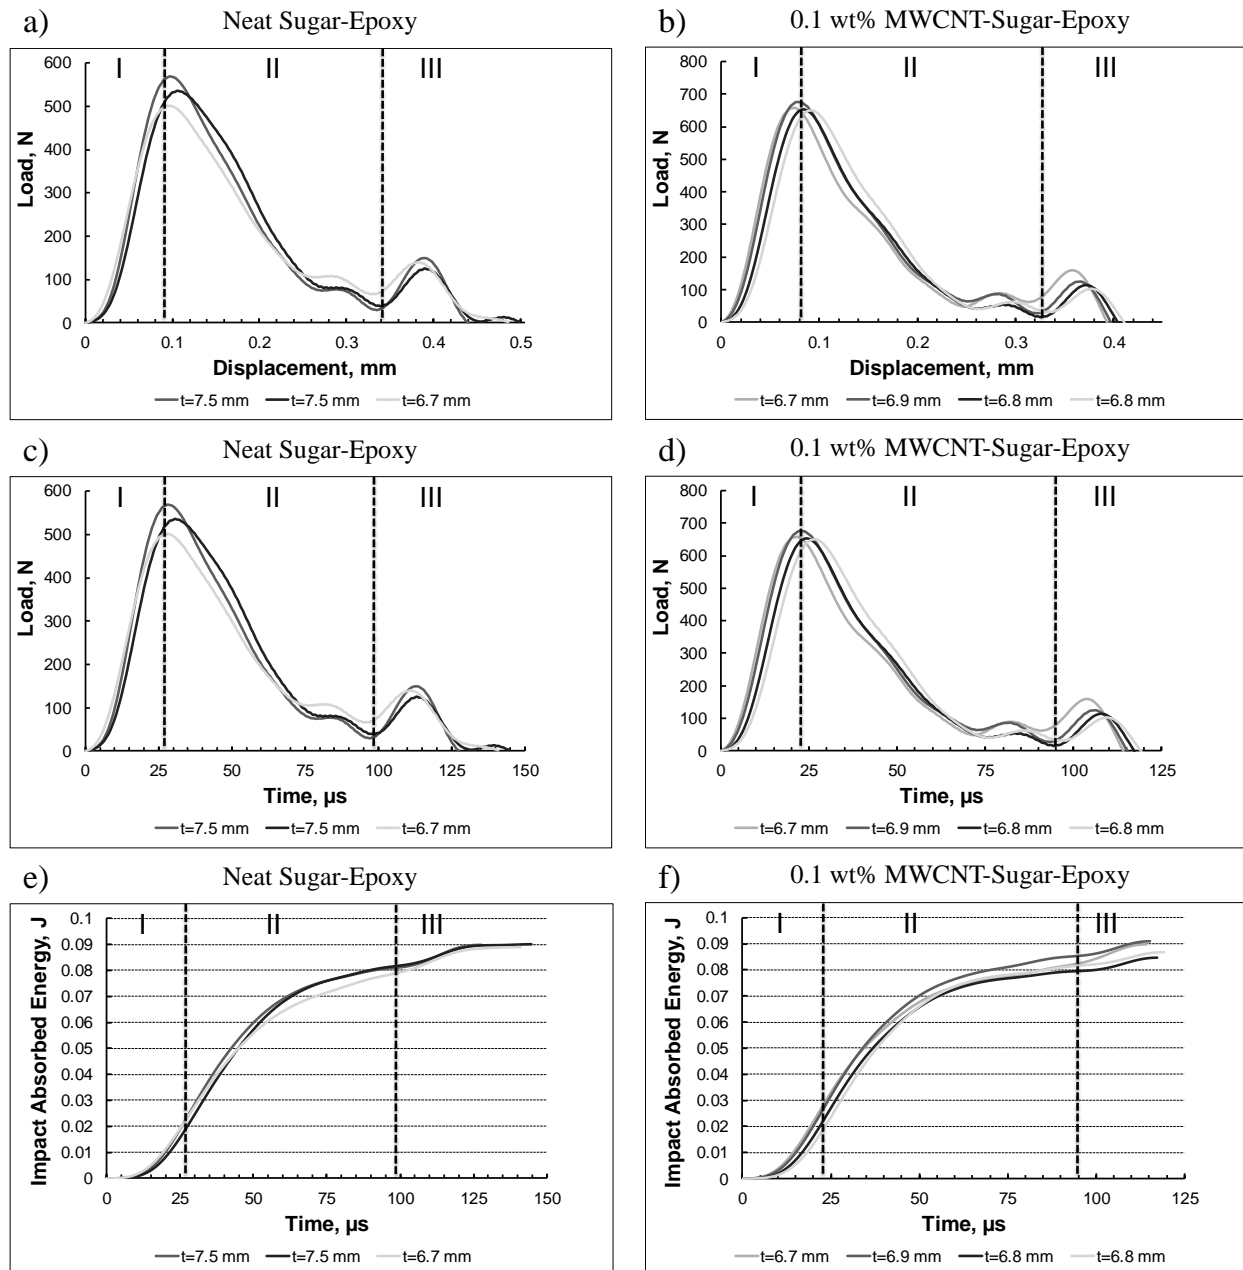 a) Neat Sugar-Epoxy
I II III
600
500
400
300
200
100
0
Load, N
0 0.1 0.2 0.3 0.4 0.5
Displacement, mm
t=7.5 mm t=7.5 mm t=6.7 mm
b) 0.1 wt% MWCNT-Sugar-Epoxy
I II III
800
700
600
500
400
300
200
100
0
Load, N
0 0.1 0.2 0.3 0.4
Displacement, mm
t=6.7 mm t=6.9 mm t=6.8 mm t=6.8 mm
c) Neat Sugar-Epoxy
I II III
600
500
400
300
200
100
0
Load, N
0 25 50 75 100 125 150
Time, µs
t=7.5 mm t=7.5 mm t=6.7 mm
d) 0.1 wt% MWCNT-Sugar-Epoxy
I II III
800
700
600
500
400
300
200
100
0
Load, N
0 25 50 75 100 125
Time, µs
t=6.7 mm t=6.9 mm t=6.8 mm t=6.8 mm
e) Neat Sugar-Epoxy
I II III
0.1
0.09
0.08
0.07
0.06
0.05
0.04
0.03
0.02
0.01
0
Impact Absorbed Energy, J
0 25 50 75 100 125 150
Time, µs
t=7.5 mm t=7.5 mm t=6.7 mm
f) 0.1 wt% MWCNT-Sugar-Epoxy
I II III
0.1
0.09
0.08
0.07
0.06
0.05
0.04
0.03
0.02
0.01
0
Impact Absorbed Energy, J
0 25 50 75 100 125
Time, µs
t=6.7 mm t=6.9 mm t=6.8 mm t=6.8 mm